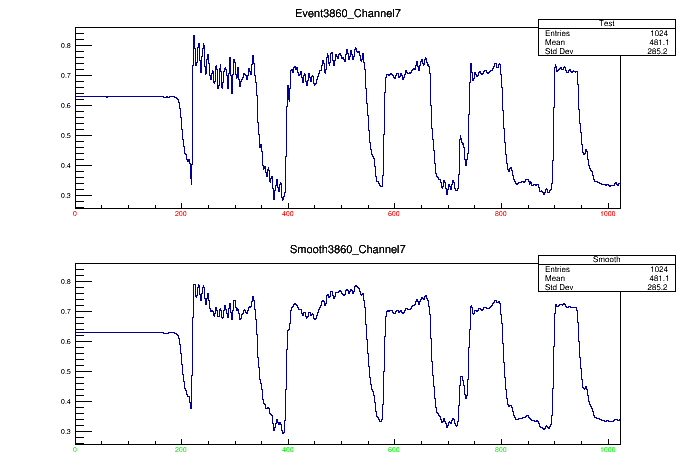 Event3860_Channel7
Test
Entries 1024
Mean 481.1
Std Dev 285.2
0.8
0.7
0.6
0.5
0.4
0.3
0 200 400 600 800 1000
Smooth3860_Channel7
Smooth
Entries 1024
Mean 481.1
Std Dev 285.2
0.8
0.7
0.6
0.5
0.4
0.3
0 200 400 600 800 1000